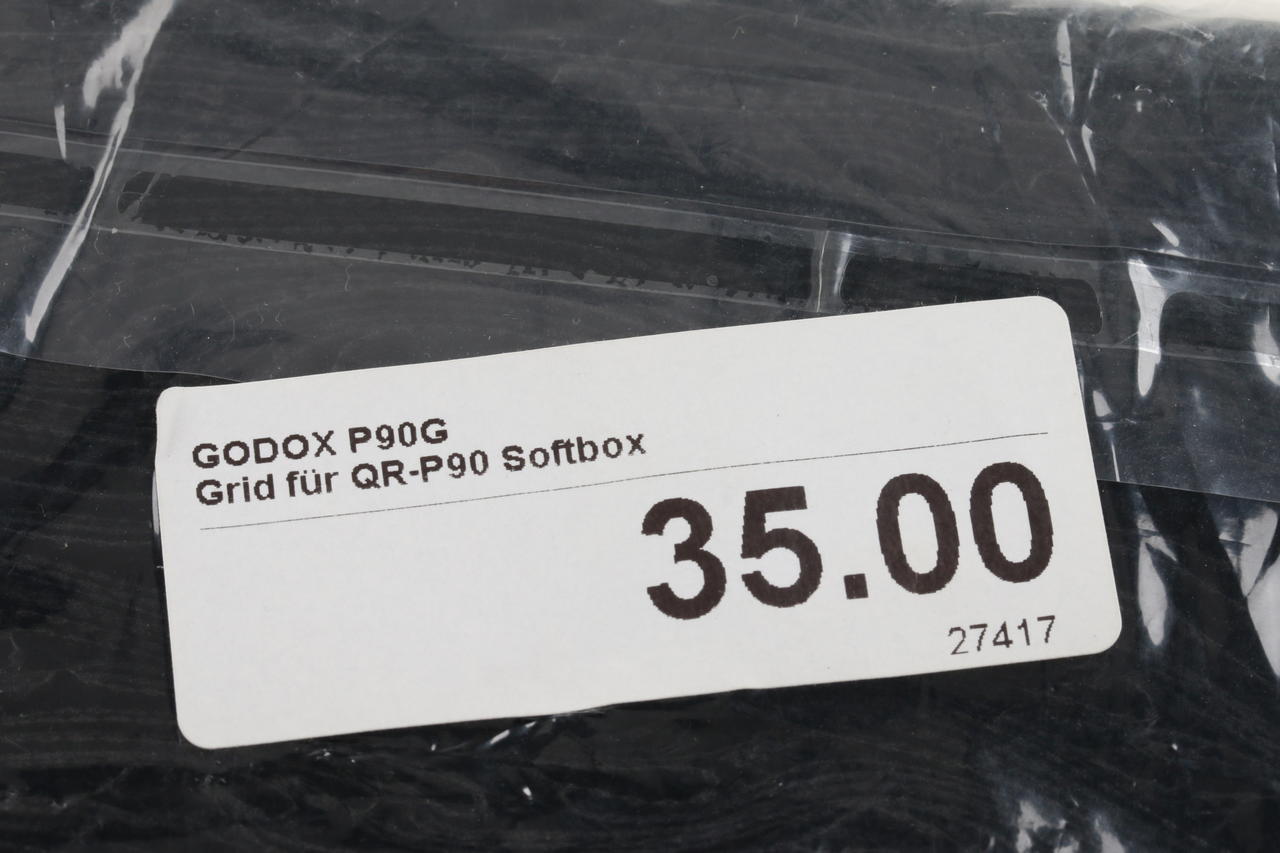 GODOX P90G
Grid für QR-P90 Softbox
35.00
27417